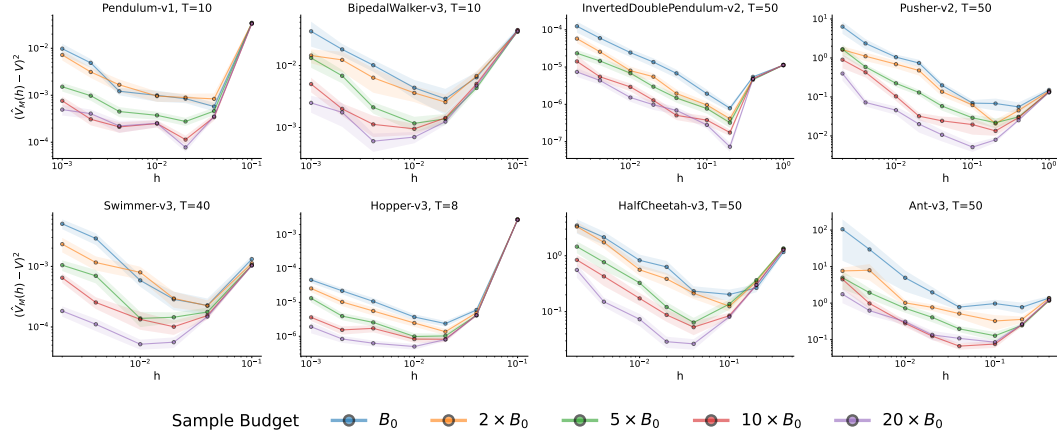 Pendulum-v1, T=10
BipedalWalker-v3, T=10
InvertedDoublePendulum-v2, T=50
Pusher-v2, T=50
(V̂_M(h) − V)²
10⁻²
10⁻³
10⁻⁴
10⁻³
10⁻²
10⁻¹
h
10⁻²
10⁻³
10⁻³
10⁻²
10⁻¹
h
10⁻⁴
10⁻⁵
10⁻⁶
10⁻⁷
10⁻²
10⁻¹
10⁰
h
10¹
10⁰
10⁻¹
10⁻²
10⁻²
10⁻¹
10⁰
h
Swimmer-v3, T=40
Hopper-v3, T=8
HalfCheetah-v3, T=50
Ant-v3, T=50
(V̂_M(h) − V)²
10⁻³
10⁻⁴
10⁻²
10⁻¹
h
10⁻³
10⁻⁴
10⁻⁵
10⁻⁶
10⁻³
10⁻²
10⁻¹
h
10⁰
10⁻¹
10⁻²
10⁻¹
h
10²
10¹
10⁰
10⁻¹
10⁻²
10⁻¹
h
Sample Budget
B₀
2 × B₀
5 × B₀
10 × B₀
20 × B₀